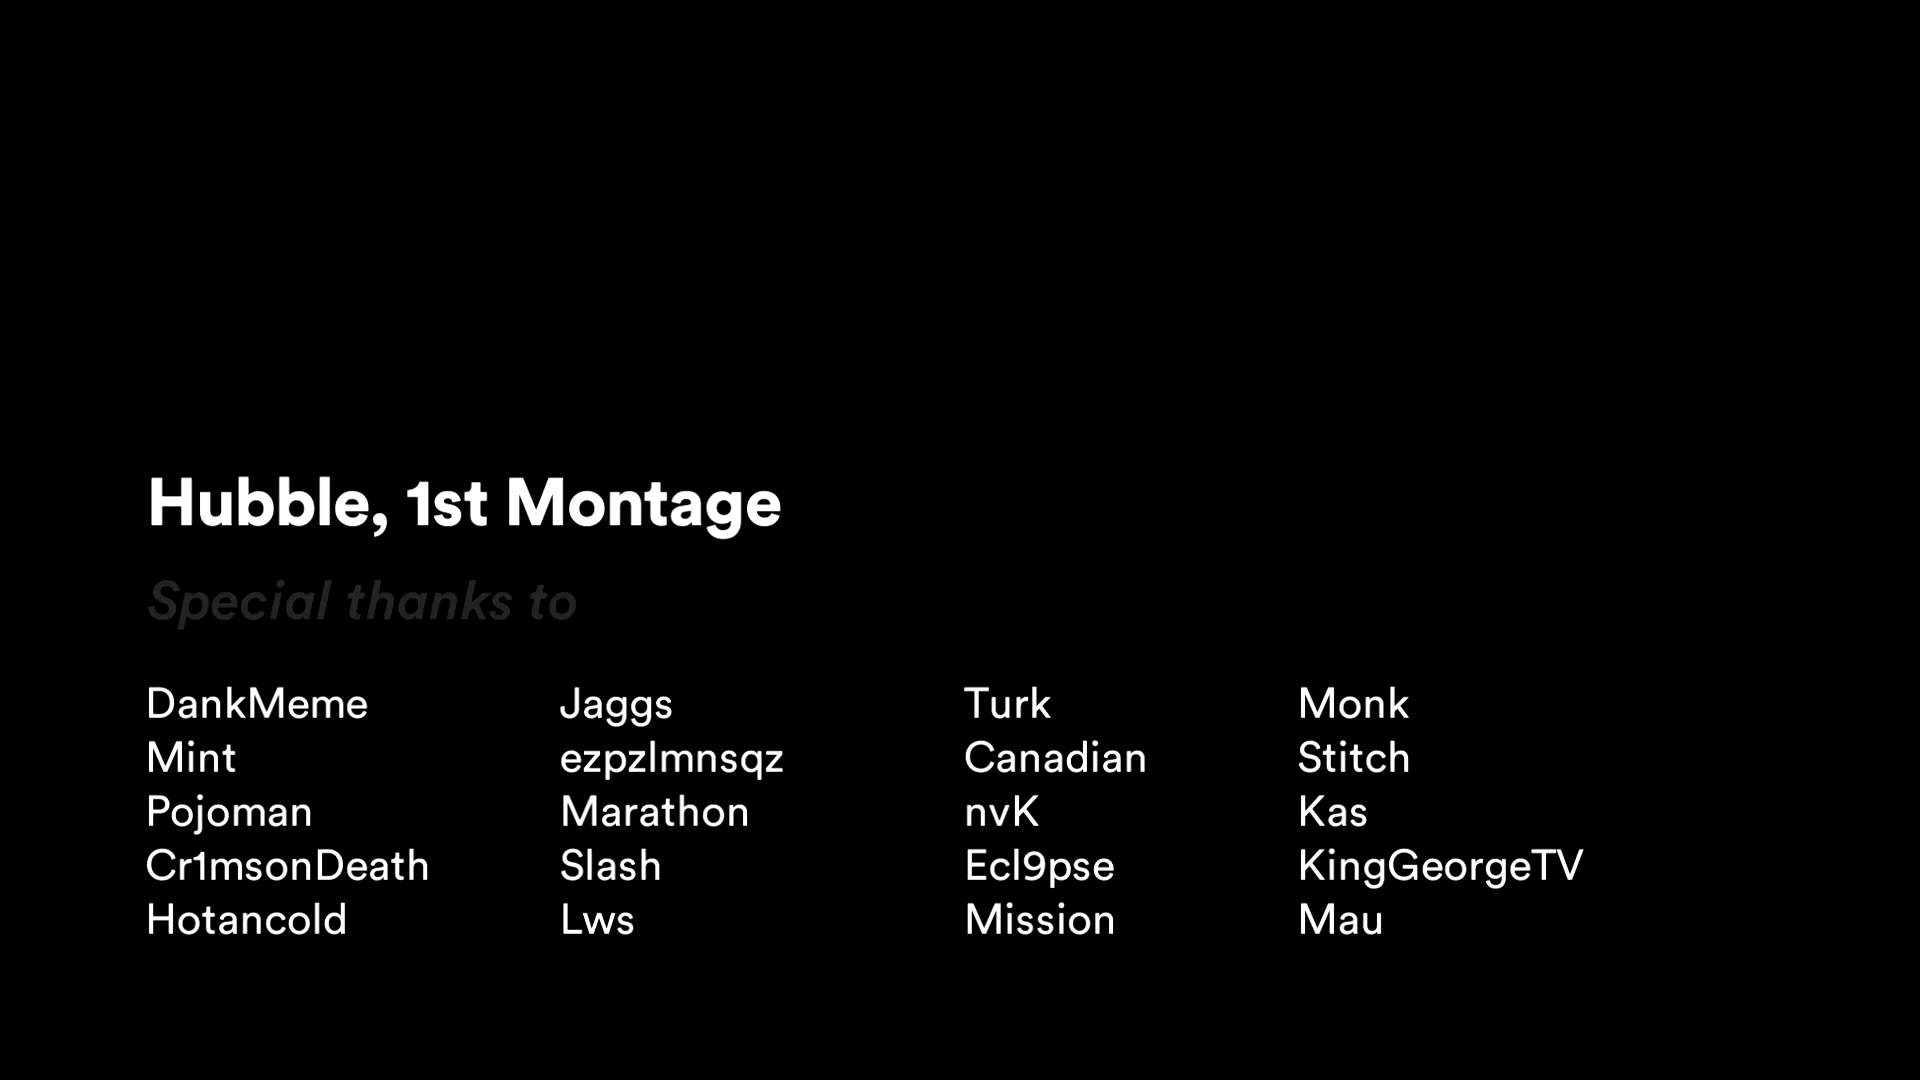 Hubble, 1st Montage
Special thanks to
DankMeme
Mint
Pojoman
Cr1msonDeath
Hotancold
Jaggs
ezpzlmnsqz
Marathon
Slash
Lws
Turk
Canadian
nvK
Ecl9pse
Mission
Monk
Stitch
Kas
KingGeorgeTV
Mau